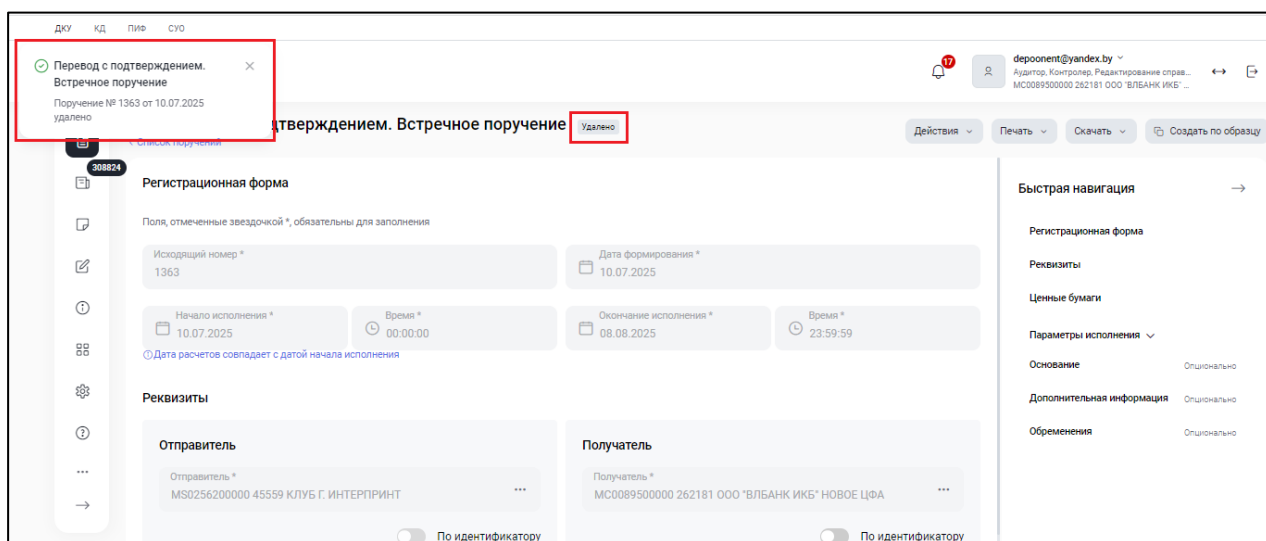 ДКУ КД ПИФ СУО
Перевод с подтверждением.
Встречное поручение
Поручение № 1363 от 10.07.2025
удалено
17
depoonent@yandex.by
Аудитор, Контролер, Редактирование справ...
MC0089500000 262181 ООО "ВЛБАНК ИКБ" ...
дтверждением. Встречное поручение Удалено
Действия Печать Скачать Создать по образцу
Список поручений
308824
Регистрационная форма
Поля, отмеченные звездочкой *, обязательны для заполнения
Исходящий номер *
1363
Дата формирования *
10.07.2025
Начало исполнения *
10.07.2025
Время *
00:00:00
Окончание исполнения *
08.08.2025
Время *
23:59:59
Дата расчетов совпадает с датой начала исполнения
Реквизиты
Отправитель
Отправитель *
MS0256200000 45559 КЛУБ Г. ИНТЕРПРИНТ
...
По идентификатору
Получатель
Получатель *
MC0089500000 262181 ООО "ВЛБАНК ИКБ" НОВОЕ ЦФА
...
По идентификатору
Быстрая навигация
Регистрационная форма
Реквизиты
Ценные бумаги
Параметры исполнения
Основание Опционально
Дополнительная информация Опционально
Обременения Опционально